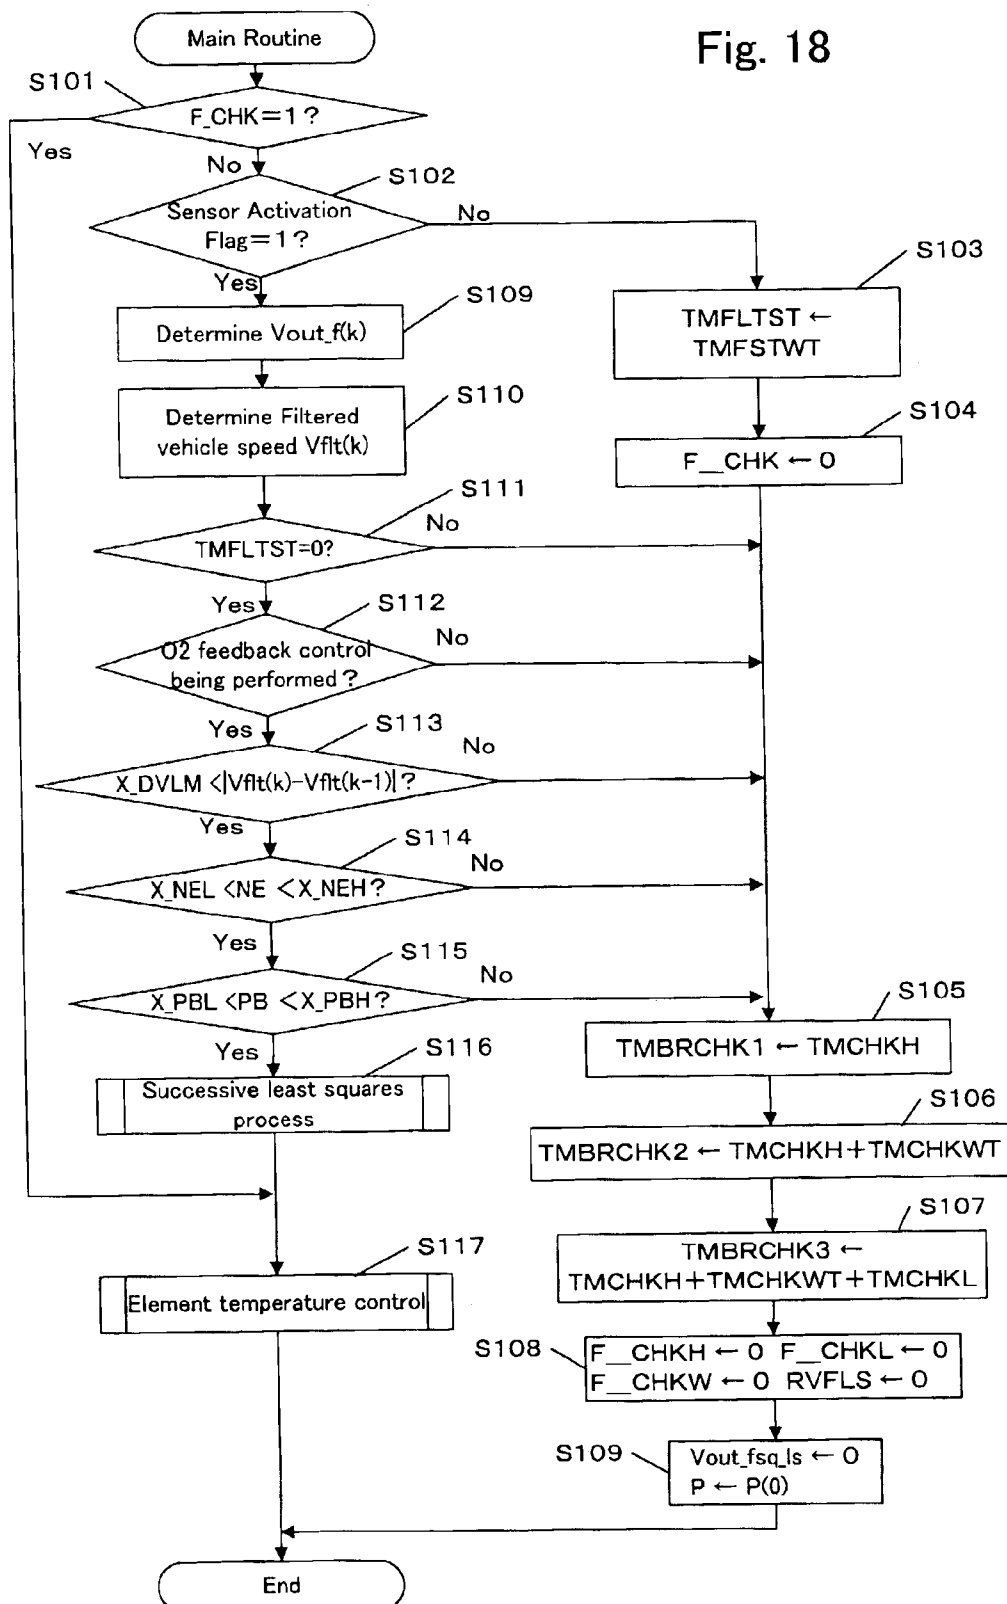 Fig. 18
Main Routine
S101
F_CHK=1?
Yes
No
S102
Sensor Activation
Flag=1?
No
Yes
S103
TMFLTST ←
TMFSTWT
S109
Determine Vout_f(k)
S104
F__CHK ← 0
S110
Determine Filtered
vehicle speed Vflt(k)
S111
TMFLTST=0?
No
Yes
S112
O2 feedback control
being performed?
No
Yes
S113
X_DVLM <|Vflt(k)-Vflt(k-1)|?
No
Yes
S114
X_NEL <NE <X_NEH?
No
Yes
S115
X_PBL <PB <X_PBH?
No
Yes
S105
TMBRCHK1 ← TMCHKH
S116
Successive least squares
process
S106
TMBRCHK2 ← TMCHKH+TMCHKWT
S107
TMBRCHK3 ←
TMCHKH+TMCHKWT+TMCHKL
S117
Element temperature control
S108
F__CHKH ← 0 F__CHKL ← 0
F__CHKW ← 0 RVFLS ← 0
S109
Vout_fsq_ls ← 0
P ← P(0)
End